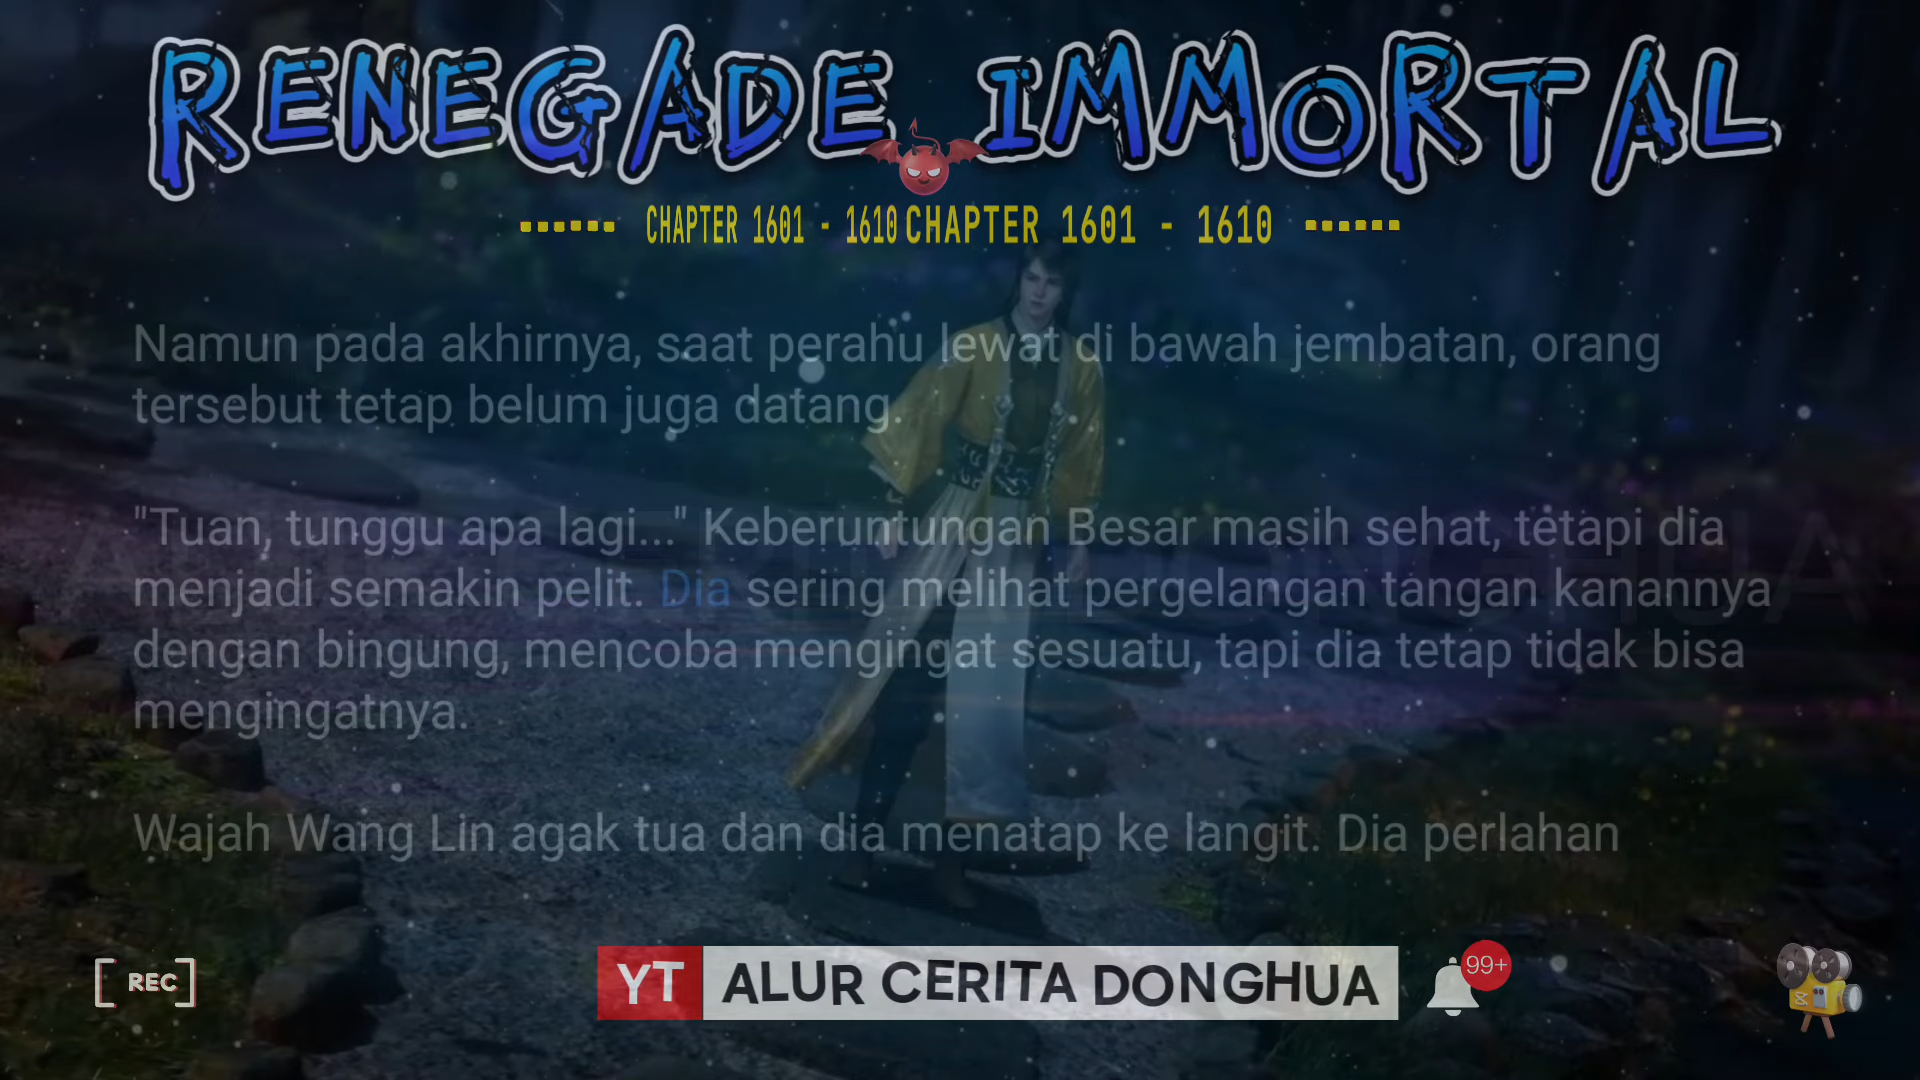 RENEGADE IMMORTAL
CHAPTER 1601 - 1610 CHAPTER 1601 - 1610
Namun pada akhirnya, saat perahu lewat di bawah jembatan, orang
tersebut tetap belum juga datang.
"Tuan, tunggu apa lagi..." Keberuntungan Besar masih sehat, tetapi dia
menjadi semakin pelit. Dia sering melihat pergelangan tangan kanannya
dengan bingung, mencoba mengingat sesuatu, tapi dia tetap tidak bisa
mengingatnya.
Wajah Wang Lin agak tua dan dia menatap ke langit. Dia perlahan
REC
YT ALUR CERITA DONGHUA
99+